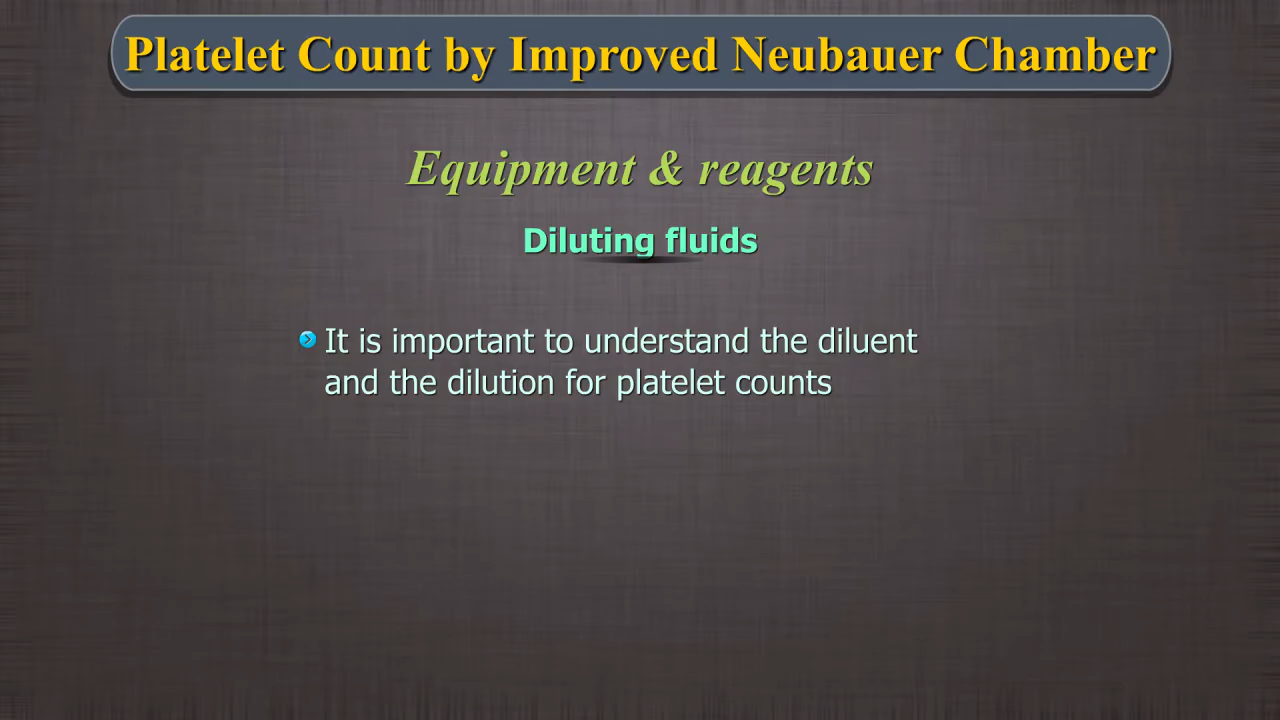 Platelet Count by Improved Neubauer Chamber
Equipment & reagents
Diluting fluids
It is important to understand the diluent
and the dilution for platelet counts